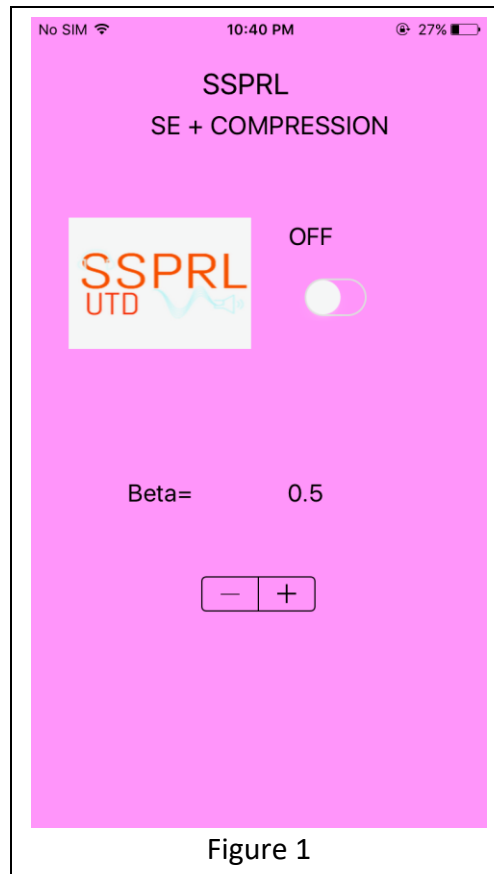 No SIM 10:40 PM 27%
SSPRL
SE + COMPRESSION
OFF
SSPRL
UTD
Beta= 0.5
− +
Figure 1